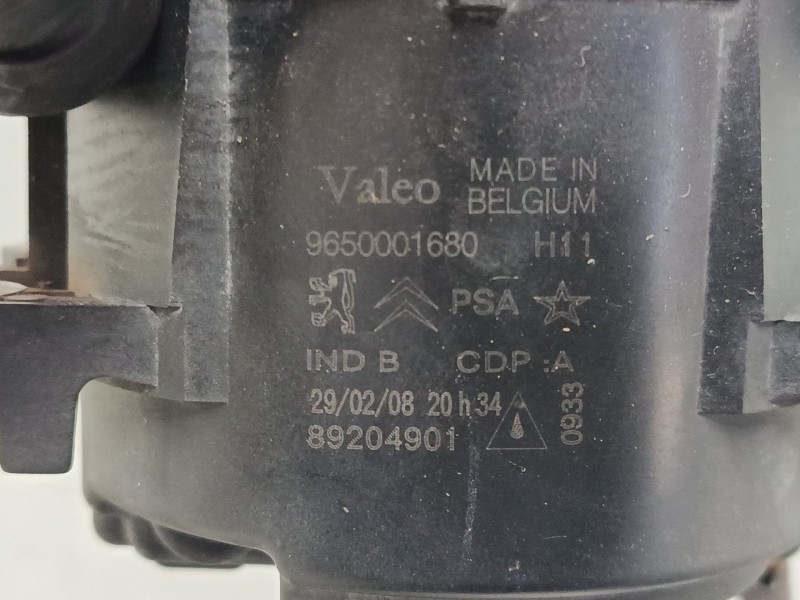 Valeo MADE IN
BELGIUM
9650001680 H11
PSA
IND B CDP :A
29/02/08 20 h 34
89204901
0933